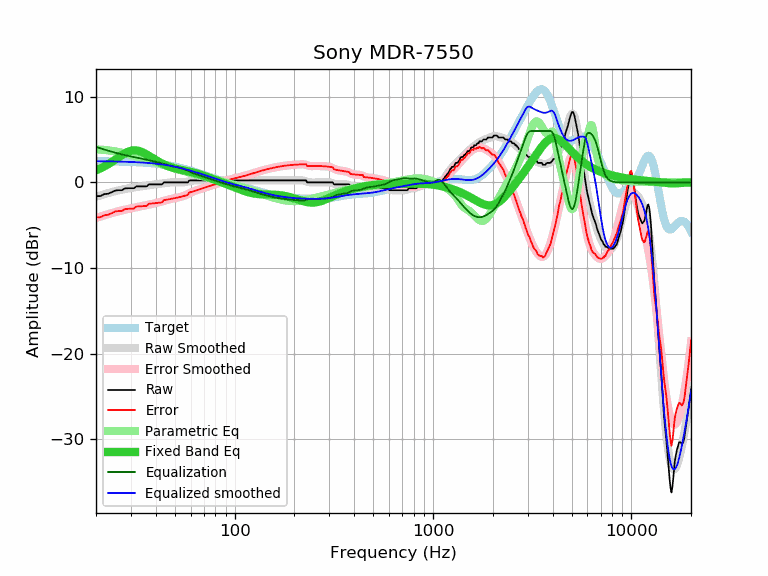 Sony MDR-7550
10
0
−10
−20
−30
Amplitude (dBr)
Target
Raw Smoothed
Error Smoothed
Raw
Error
Parametric Eq
Fixed Band Eq
Equalization
Equalized smoothed
100
1000
10000
Frequency (Hz)